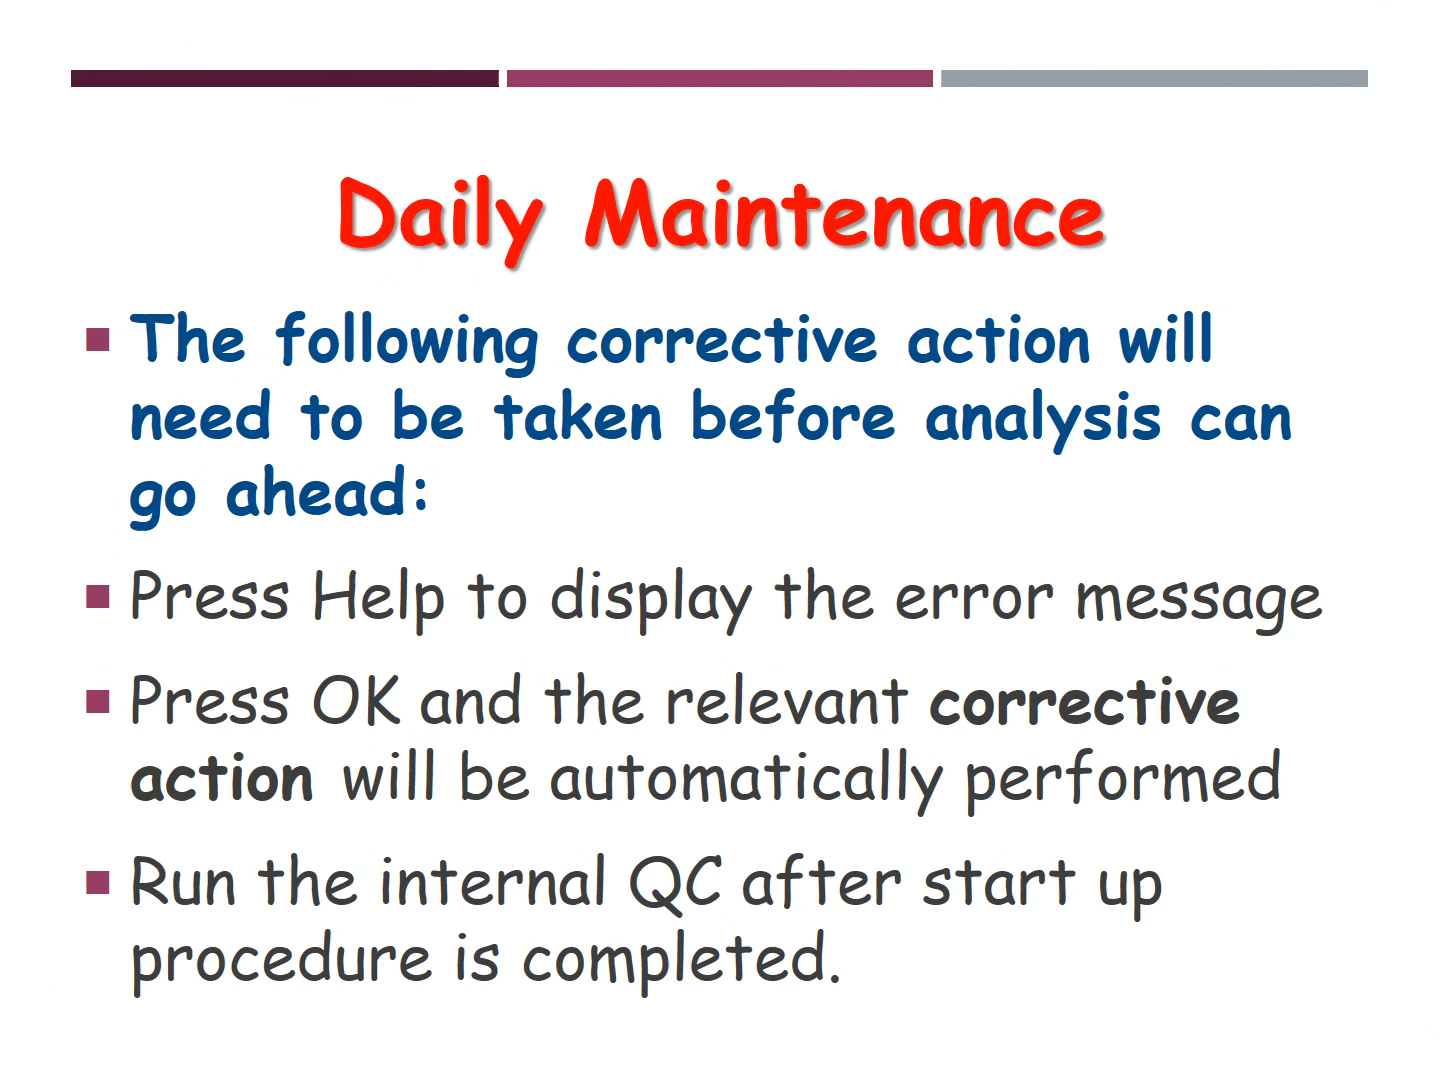 Daily Maintenance
The following corrective action will
need to be taken before analysis can
go ahead:
Press Help to display the error message
Press OK and the relevant corrective
action will be automatically performed
Run the internal QC after start up
procedure is completed.